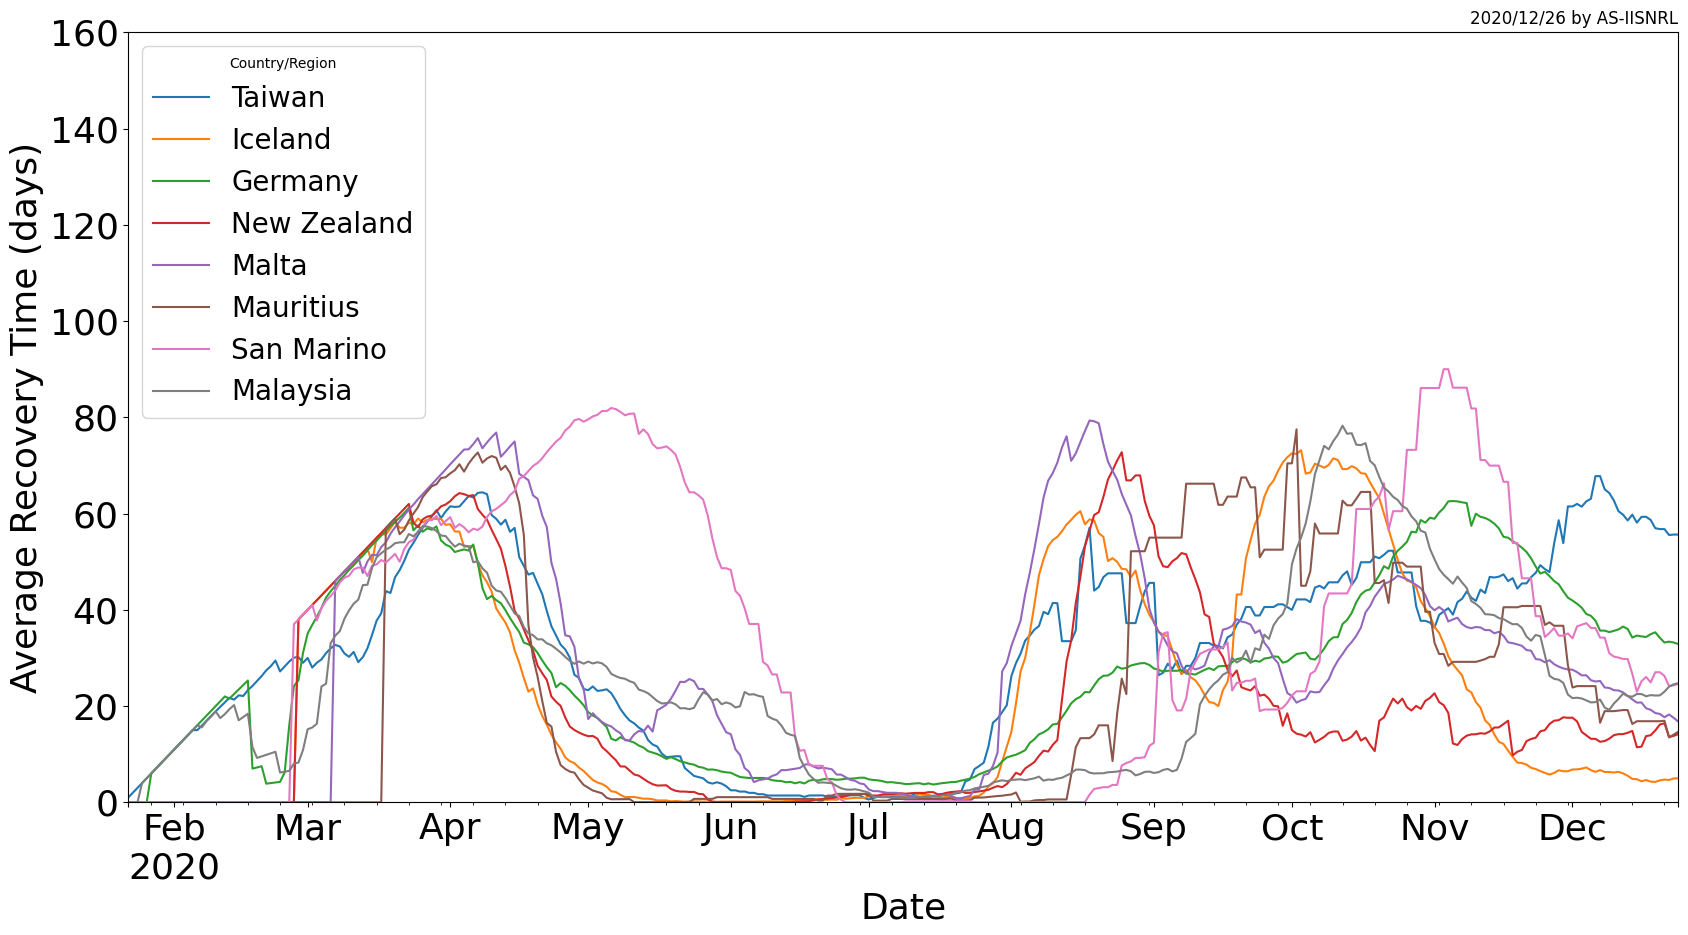 2020/12/26 by AS-IISNRL
160
140
120
100
80
60
40
20
0
Average Recovery Time (days)
Country/Region
Taiwan
Iceland
Germany
New Zealand
Malta
Mauritius
San Marino
Malaysia
Feb Mar Apr May Jun Jul Aug Sep Oct Nov Dec
2020
Date